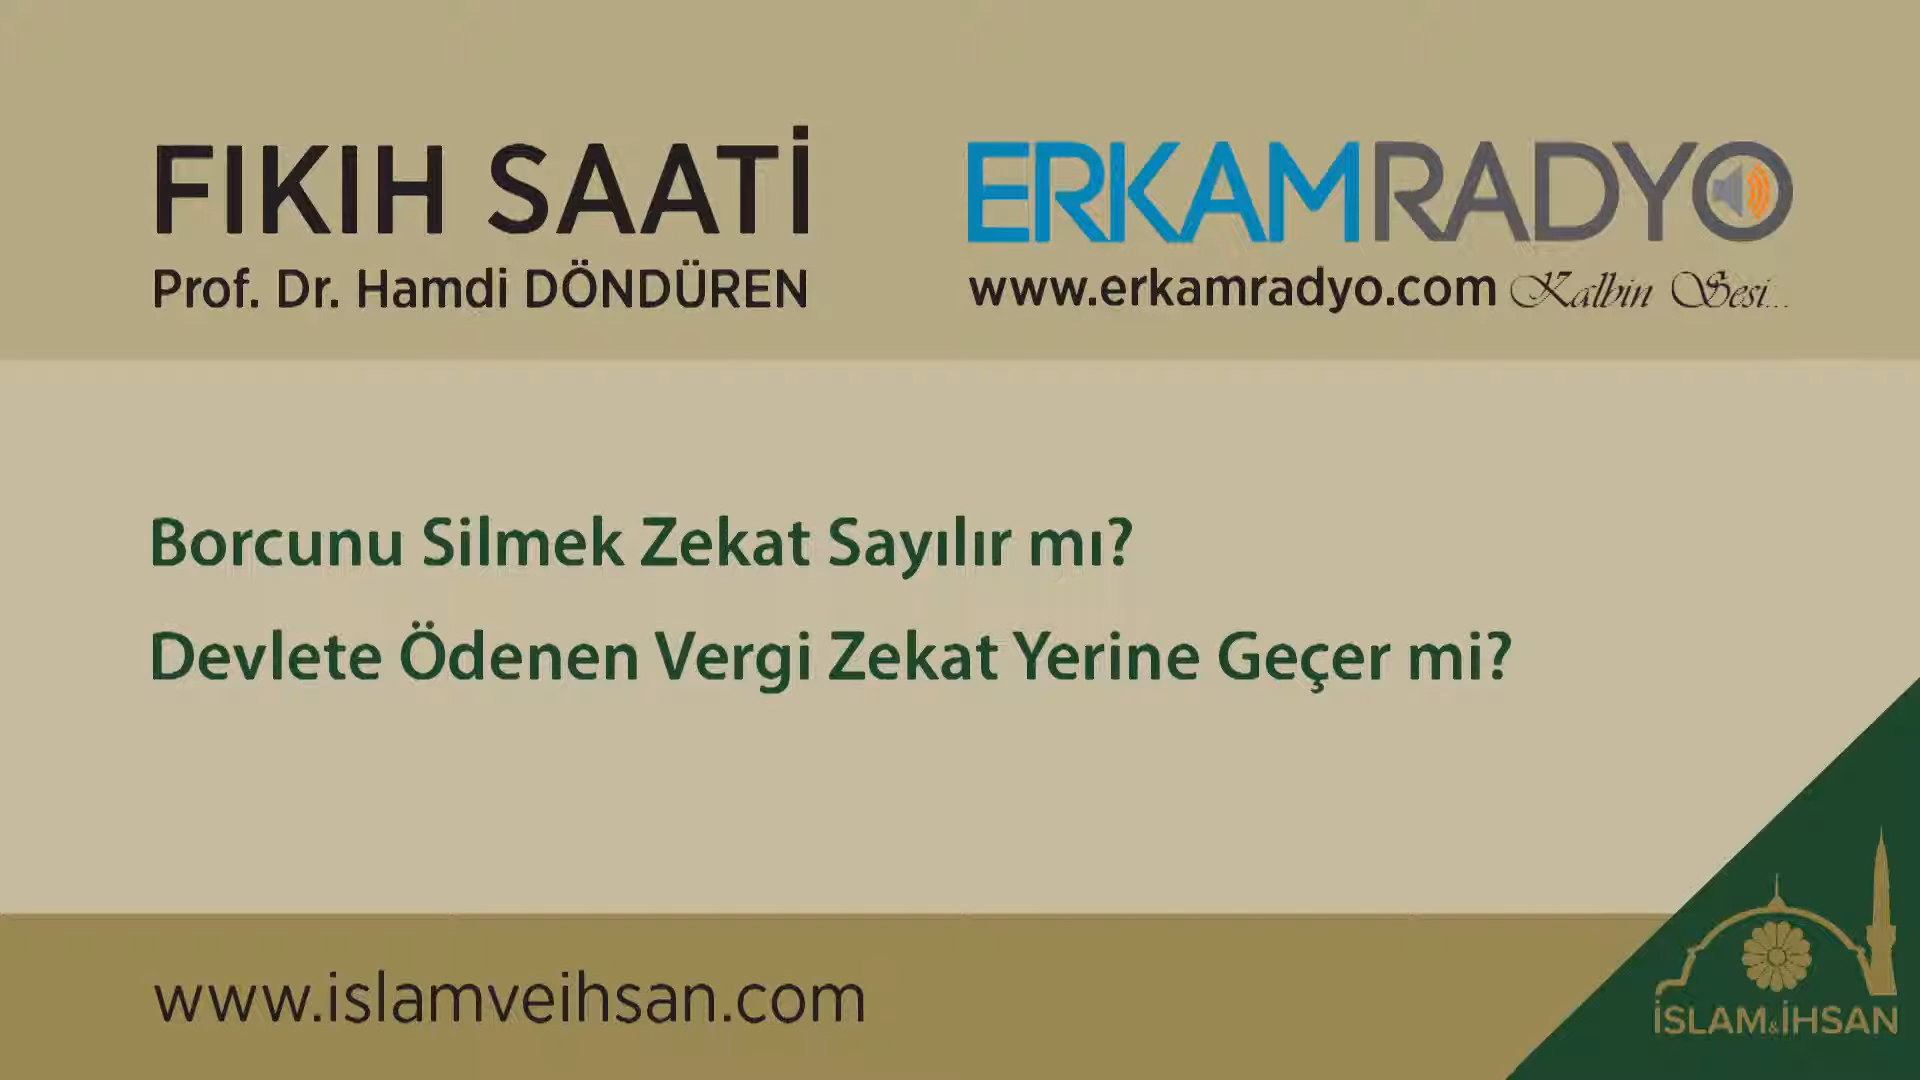 FIKIH SAATİ
Prof. Dr. Hamdi DÖNDÜREN
ERKAMRADYO
www.erkamradyo.com Kalbin Sesi...
Borcunu Silmek Zekat Sayılır mı?
Devlete Ödenen Vergi Zekat Yerine Geçer mi?
www.islamveihsan.com
İSLAM&İHSAN